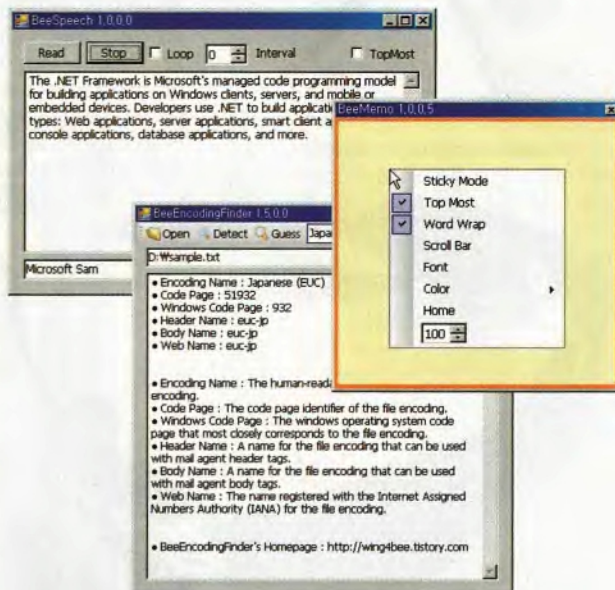 BeeSpeech 1,0,0,0
Read Stop Loop 0 Interval TopMost
The .NET Framework is Microsoft's managed code programming model
for building applications on Windows clients, servers, and mobile or
embedded devices. Developers use .NET to build
types: Web applications, server applications, smart client
console applications, database applications, and more.
Microsoft Sam
BeeMemo 1,0,0,5
Sticky Mode
Top Most
Word Wrap
Scroll Bar
Font
Color
Home
100
BeeEncodingFinder 1,5,0,0
Open Detect Guess
D:₩sample.txt
● Encoding Name : Japanese (EUC)
● Code Page : 51932
● Windows Code Page : 932
● Header Name : euc-jp
● Body Name : euc-jp
● Web Name : euc-jp
● Encoding Name : The
encoding.
● Code Page : The code page identifier of the file encoding.
● Windows Code Page : The windows operating system code
page that most closely corresponds to the file encoding.
● Header Name : A name for the file encoding that can be used
with mail agent header tags.
● Body Name : A name for the file encoding that can be used
with mail agent body tags.
● Web Name : The name registered with the Internet Assigned
Numbers Authority (IANA) for the file encoding.
● BeeEncodingFinder's Homepage : http://wing4bee.tistory.com